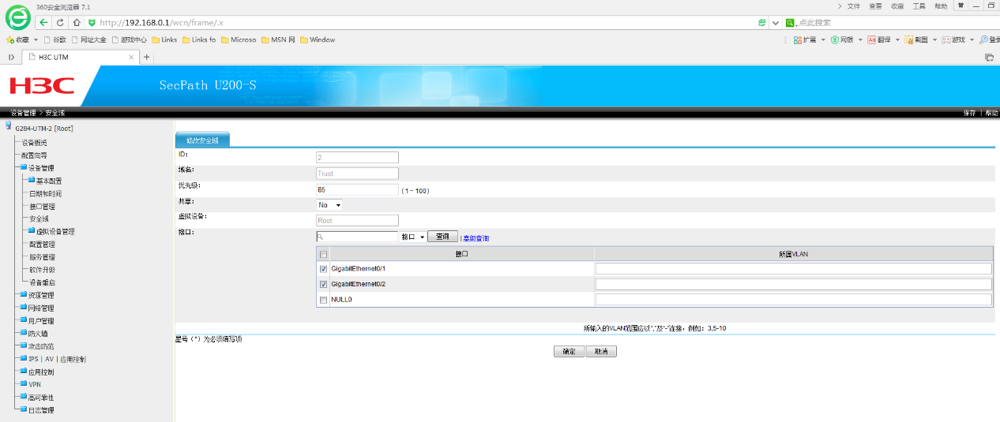 360安全浏览器 7.1
文件 查看 收藏 工具 帮助
http://192.168.0.1/wcn/frame/.x
点此搜索
收藏 谷歌 网址大全 游戏中心 Links Links fo Microso MSN 网 Window
扩展 网银 翻译 截图 游戏 登录
H3C UTM
H3C
SecPath U200-S
设备管理 > 安全域
保存 | 帮助
G284-UTM-2 [Root]
设备概览
配置向导
设备管理
基本配置
日期和时间
接口管理
安全域
虚拟设备管理
配置管理
服务管理
软件升级
设备重启
资源管理
网络管理
用户管理
防火墙
攻击防范
IPS | AV | 应用控制
应用控制
VPN
高可靠性
日志管理
修改安全域
ID: 2
域名: Trust
优先级: 85 (1 - 100)
共享: No
虚拟设备: Root
接口: 接口 查询 | 高级查询
接口 所属VLAN
GigabitEthernet0/1
GigabitEthernet0/2
NULL0
所输入的VLAN范围应以","及"-"连接，例如：3,5-10
星号（*）为必须填写项
确定 取消